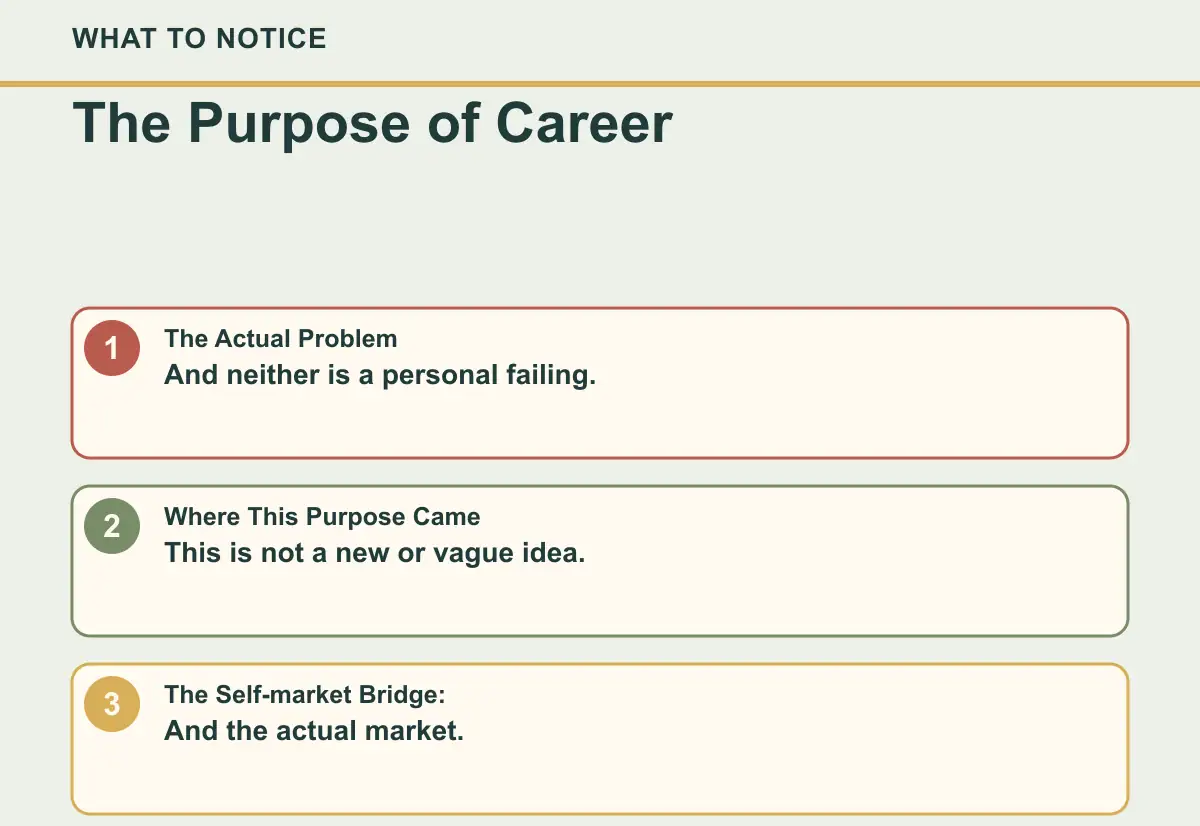 WHAT TO NOTICE
The Purpose of Career
1
The Actual Problem
And neither is a personal failing.
2
Where This Purpose Came
This is not a new or vague idea.
3
The Self-market Bridge:
And the actual market.